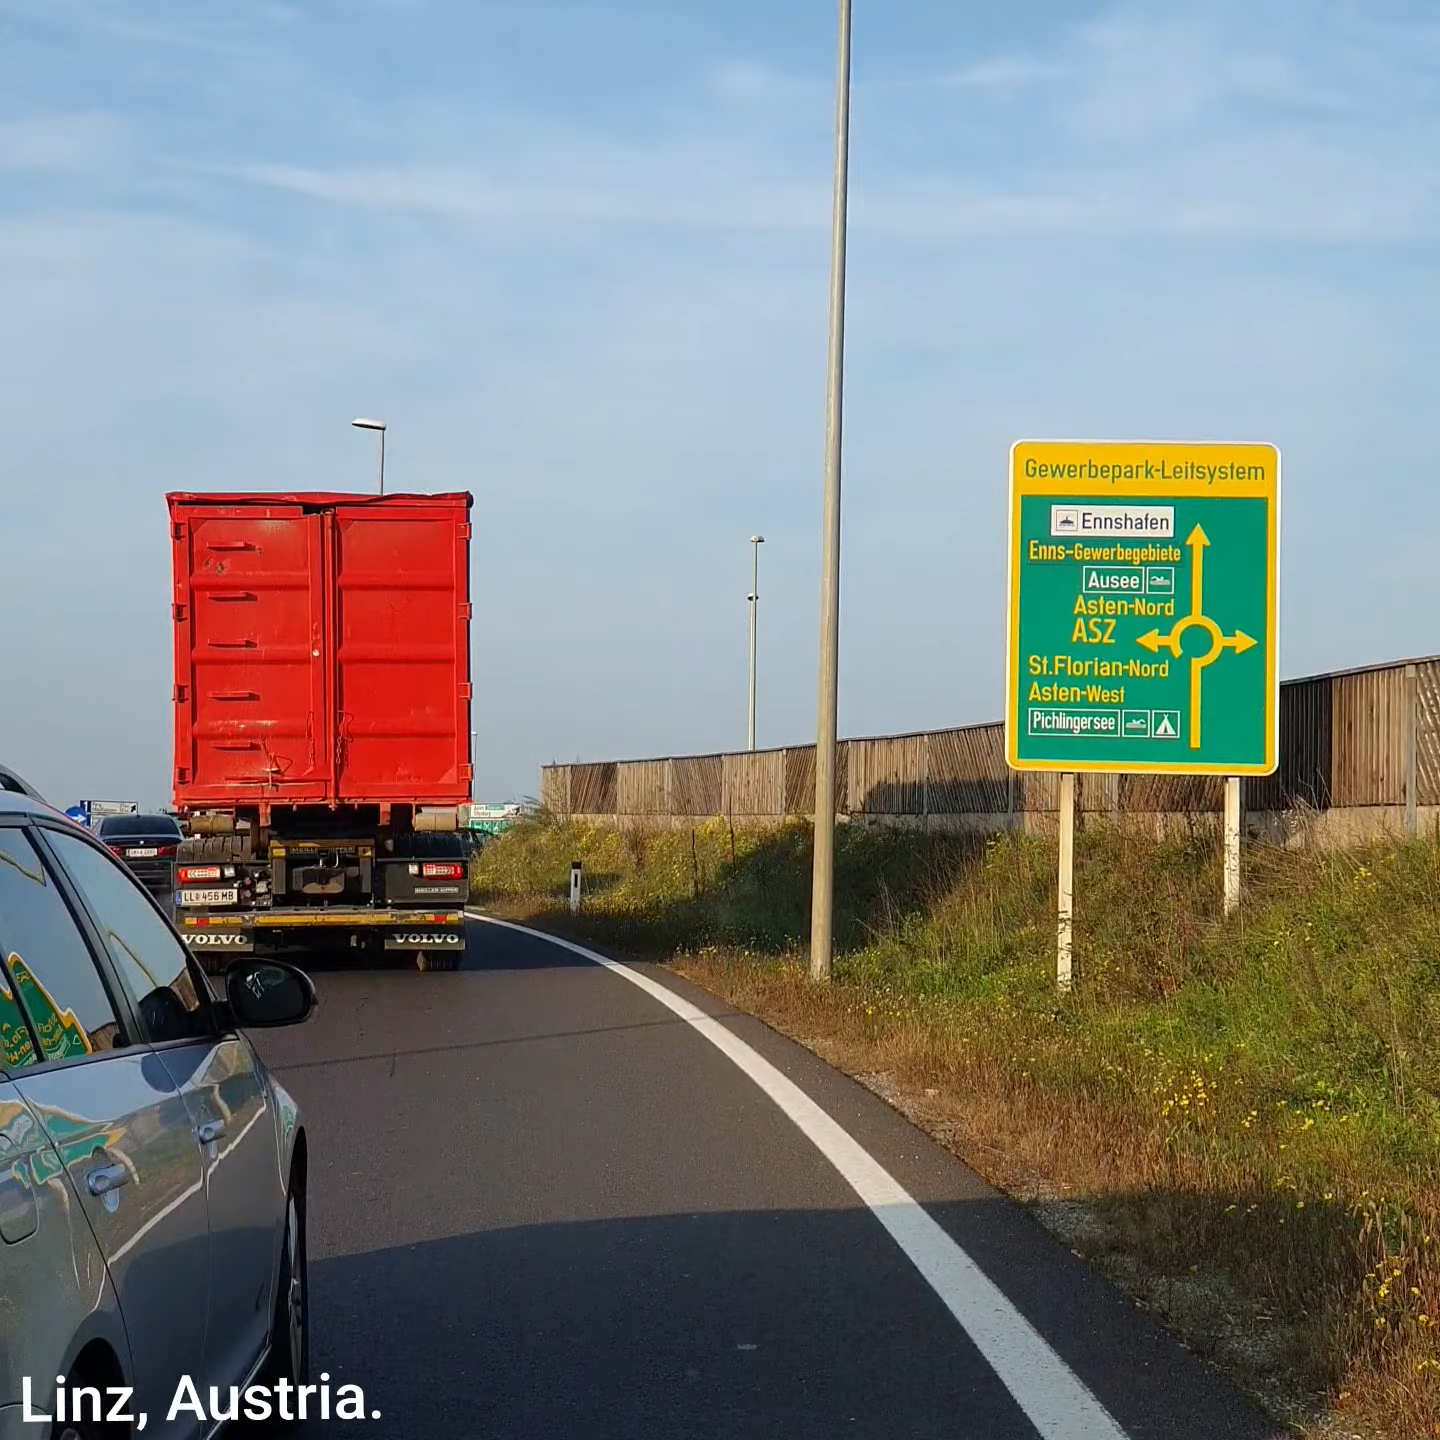 Gewerbepark-Leitsystem
Ennshafen
Enns-Gewerbegebiete
Ausee
Asten-Nord
ASZ
St.Florian-Nord
Asten-West
Pichlingersee
LL 456 MB
VOLVO VOLVO
Linz, Austria.